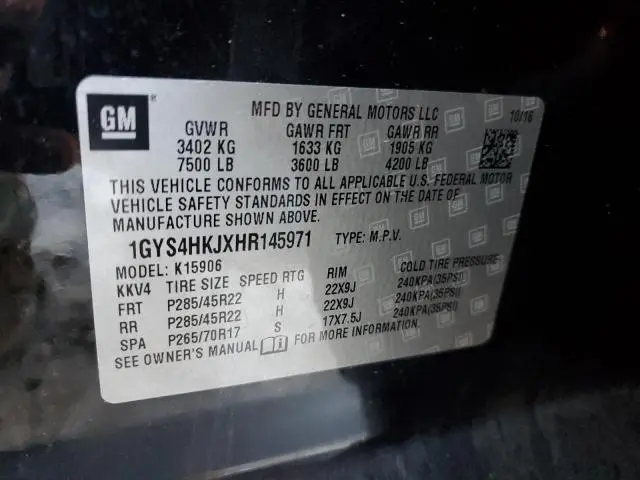 GM ®
MFD BY GENERAL MOTORS LLC 10/16
GVWR GAWR FRT GAWR RR
3402 KG 1633 KG 1905 KG
7500 LB 3600 LB 4200 LB
THIS VEHICLE CONFORMS TO ALL APPLICABLE U.S. FEDERAL MOTOR
VEHICLE SAFETY STANDARDS IN EFFECT ON THE DATE OF
MANUFACTURE SHOWN ABOVE.
1GYS4HKJXHR145971 TYPE: M.P.V.
MODEL: K15906
KKV4 TIRE SIZE SPEED RTG RIM COLD TIRE PRESSURE
FRT P285/45R22 H 22X9J 240KPA(35PSI)
RR P285/45R22 H 22X9J 240KPA(35PSI)
SPA P265/70R17 S 17X7.5J 240KPA(35PSI)
SEE OWNER'S MANUAL FOR MORE INFORMATION.